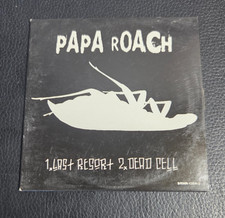 PAPA ROACH
1.LAST RESORT 2.DEAD CELL